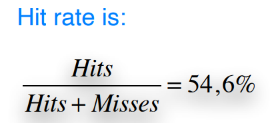 Hit rate is:
Hits
Hits + Misses
= 54,6%